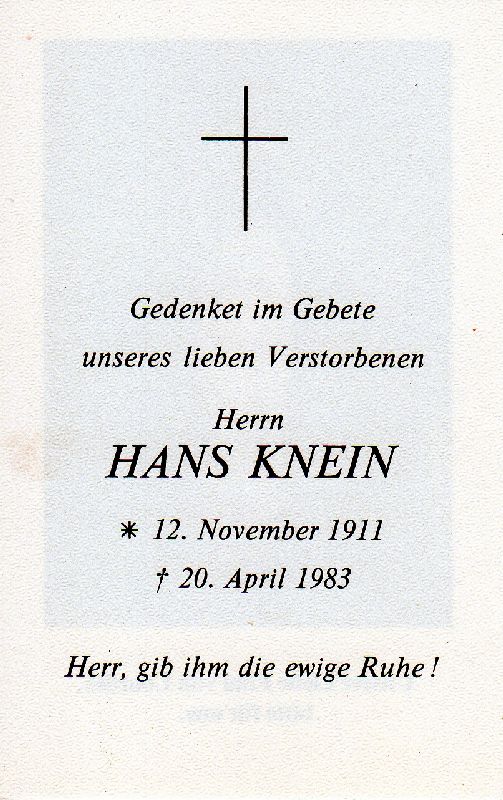 Gedenket im Gebete
unseres lieben Verstorbenen
Herrn
HANS KNEIN
* 12. November 1911
† 20. April 1983
Herr, gib ihm die ewige Ruhe!